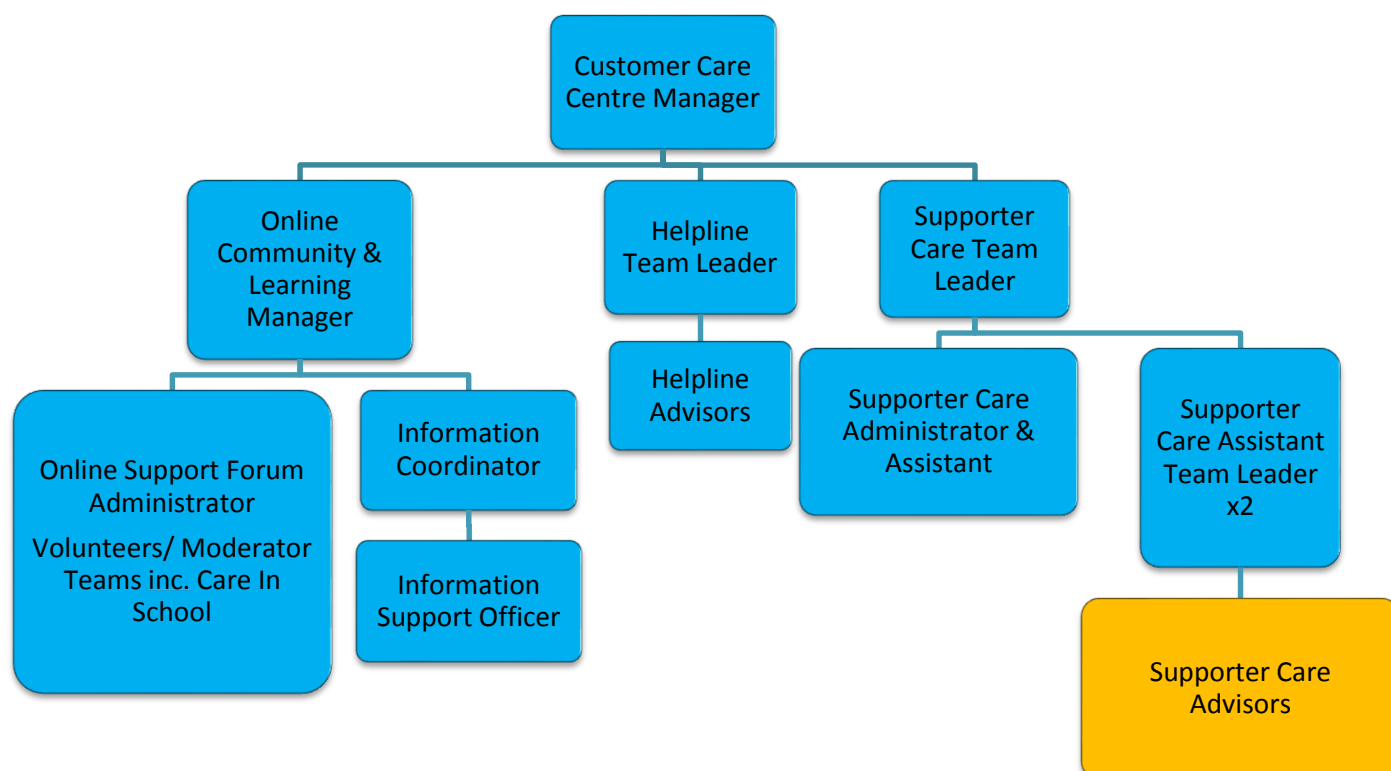 Customer Care
Centre Manager
Online
Community &
Learning
Manager
Helpline
Team Leader
Supporter
Care Team
Leader
Online Support Forum
Administrator
Volunteers/ Moderator
Teams inc. Care In
School
Information
Coordinator
Information
Support Officer
Helpline
Advisors
Supporter Care
Administrator &
Assistant
Supporter
Care Assistant
Team Leader
x2
Supporter Care
Advisors